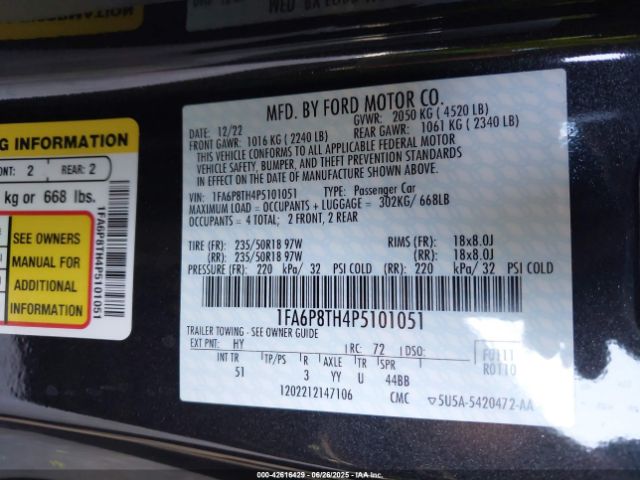 NG INFORMATION
FRONT: 2 REAR: 2
kg or 668 lbs.
SEE OWNERS
MANUAL FOR
ADDITIONAL
INFORMATION
1FA6P8TH4P5101051
MFD. BY FORD MOTOR CO.
DATE: 12/22 GVWR: 2050 KG ( 4520 LB)
FRONT GAWR: 1016 KG ( 2240 LB) REAR GAWR: 1061 KG ( 2340 LB)
THIS VEHICLE CONFORMS TO ALL APPLICABLE FEDERAL MOTOR
VEHICLE SAFETY, BUMPER, AND THEFT PREVENTION STANDARDS
IN EFFECT ON THE DATE OF MANUFACTURE SHOWN ABOVE.
VIN: 1FA6P8TH4P5101051 TYPE: Passenger Car
MAXIMUM LOAD = OCCUPANTS + LUGGAGE = 302KG/ 668LB
OCCUPANTS = 4 TOTAL; 2 FRONT, 2 REAR
TIRE (FR): 235/50R18 97W RIMS (FR): 18x8.0J
(RR): 235/50R18 97W (RR): 18x8.0J
PRESSURE (FR): 220 kPa/ 32 PSI COLD (RR): 220 kPa/ 32 PSI COLD
1FA6P8TH4P5101051
TRAILER TOWING - SEE OWNER GUIDE
EXT PNT: HY RC: 72 DSO: F0111
R0110
INT TR TP/PS R AXLE TR SPR
51 3 YY U 44BB
1202212147106 CMC 5U5A-5420472-AA
000-42616429 - 06/26/2025 - IAAI.COM